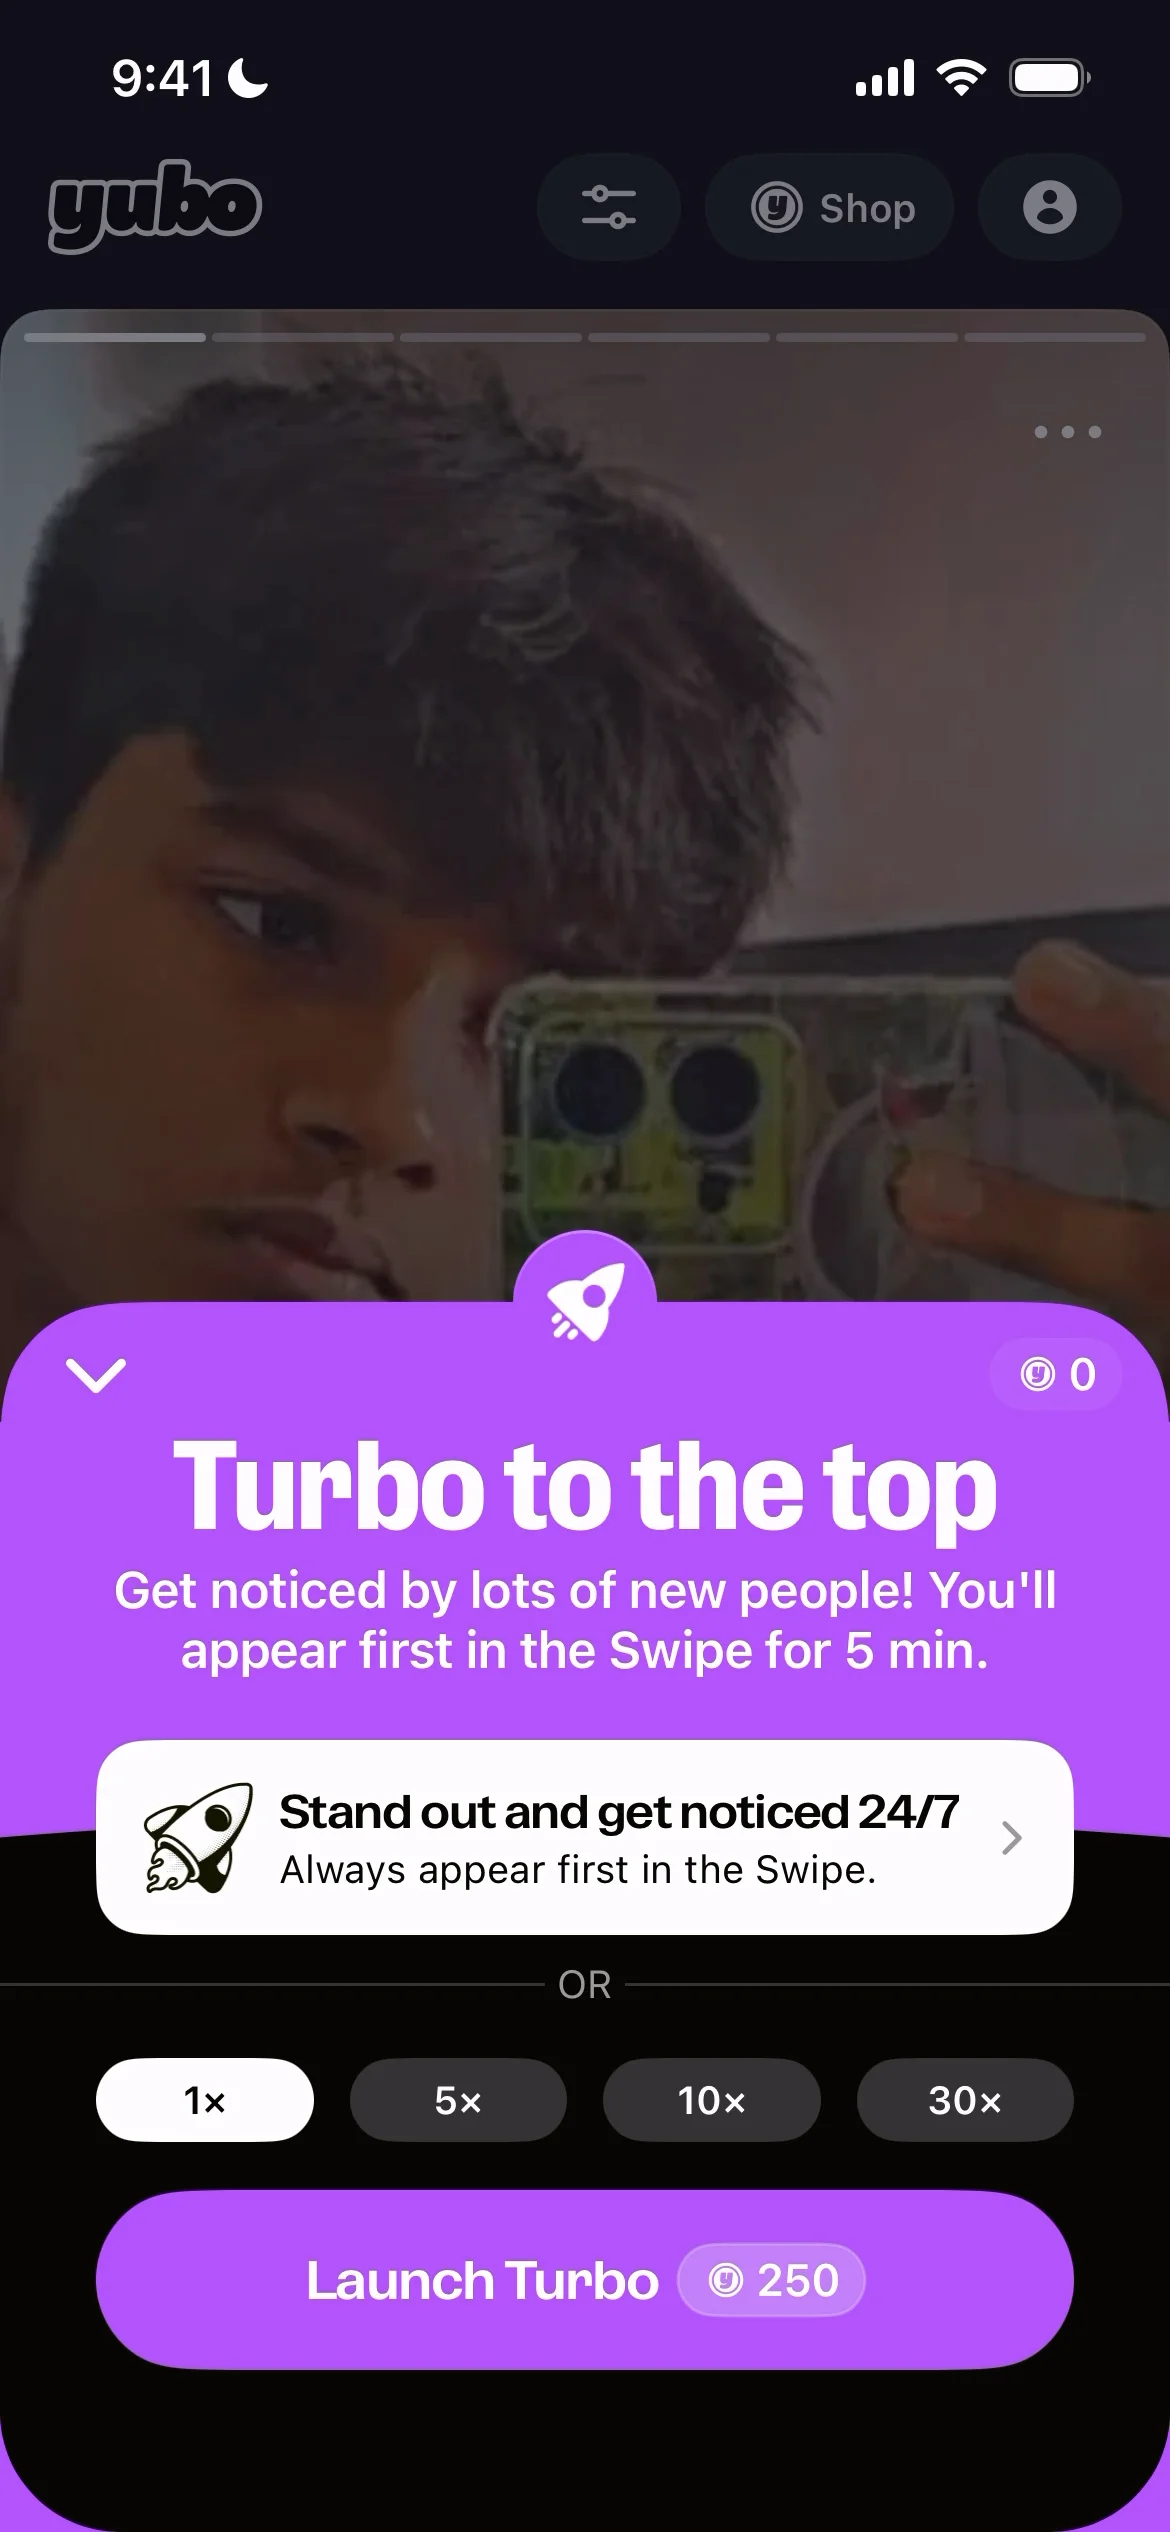 9:41
yubo
Shop
0
Turbo to the top
Get noticed by lots of new people! You'll
appear first in the Swipe for 5 min.
Stand out and get noticed 24/7
Always appear first in the Swipe.
OR
1×
5×
10×
30×
Launch Turbo 250